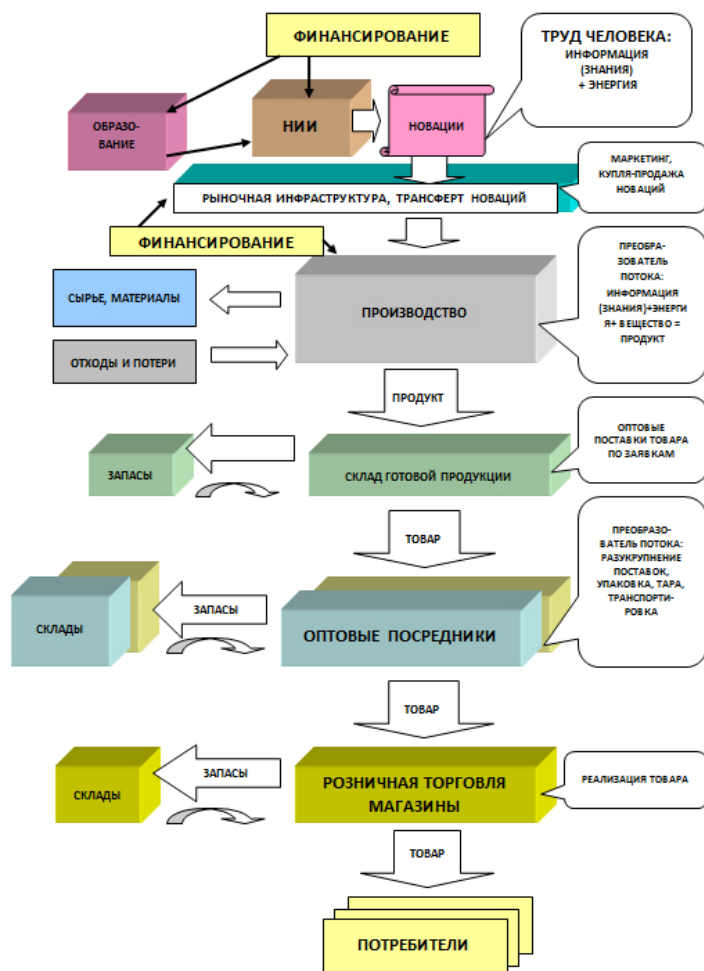 ФИНАНСИРОВАНИЕ
ТРУД ЧЕЛОВЕКА:
ИНФОРМАЦИЯ
(ЗНАНИЯ)
+ ЭНЕРГИЯ
ОБРАЗО-
ВАНИЕ
НИИ
НОВАЦИИ
МАРКЕТИНГ,
КУПЛЯ-ПРОДАЖА
НОВАЦИЙ
РЫНОЧНАЯ ИНФРАСТРУКТУРА, ТРАНСФЕРТ НОВАЦИЙ
ФИНАНСИРОВАНИЕ
ПРЕОБРА-
ЗОВАТЕЛЬ
ПОТОКА:
ИНФОРМАЦИЯ
(ЗНАНИЯ)+ЭНЕРГИ
Я+ ВЕЩЕСТВО =
ПРОДУКТ
СЫРЬЕ, МАТЕРИАЛЫ
ПРОИЗВОДСТВО
ОТХОДЫ И ПОТЕРИ
ПРОДУКТ
ОПТОВЫЕ
ПОСТАВКИ ТОВАРА
ПО ЗАЯВКАМ
ЗАПАСЫ
СКЛАД ГОТОВОЙ ПРОДУКЦИИ
ТОВАР
ПРЕОБРАЗО-
ВАТЕЛЬ ПОТОКА:
РАЗУКРУПНЕНИЕ
ПОСТАВОК,
УПАКОВКА, ТАРА,
ТРАНСПОРТИ-
РОВКА
СКЛАДЫ
ЗАПАСЫ
ОПТОВЫЕ ПОСРЕДНИКИ
ТОВАР
СКЛАДЫ
ЗАПАСЫ
РОЗНИЧНАЯ ТОРГОВЛЯ
МАГАЗИНЫ
РЕАЛИЗАЦИЯ ТОВАРА
ТОВАР
ПОТРЕБИТЕЛИ